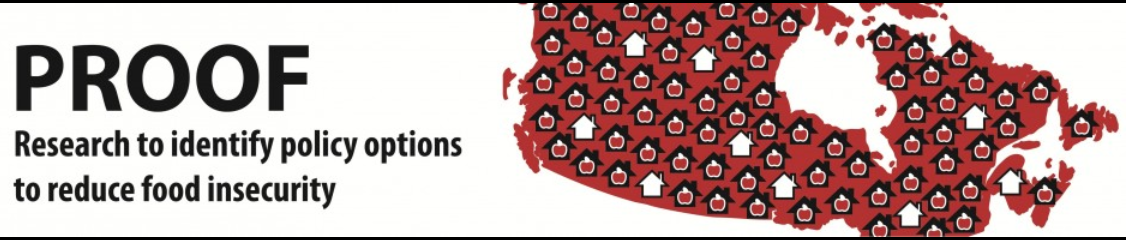 PROOF
Research to identify policy options
to reduce food insecurity